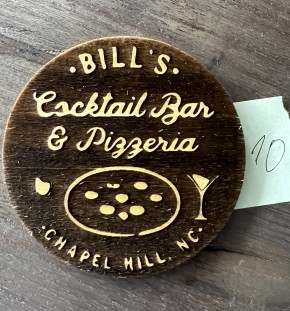 ·BILL'S·
Cocktail Bar
& Pizzeria
·CHAPEL HILL, NC·
10